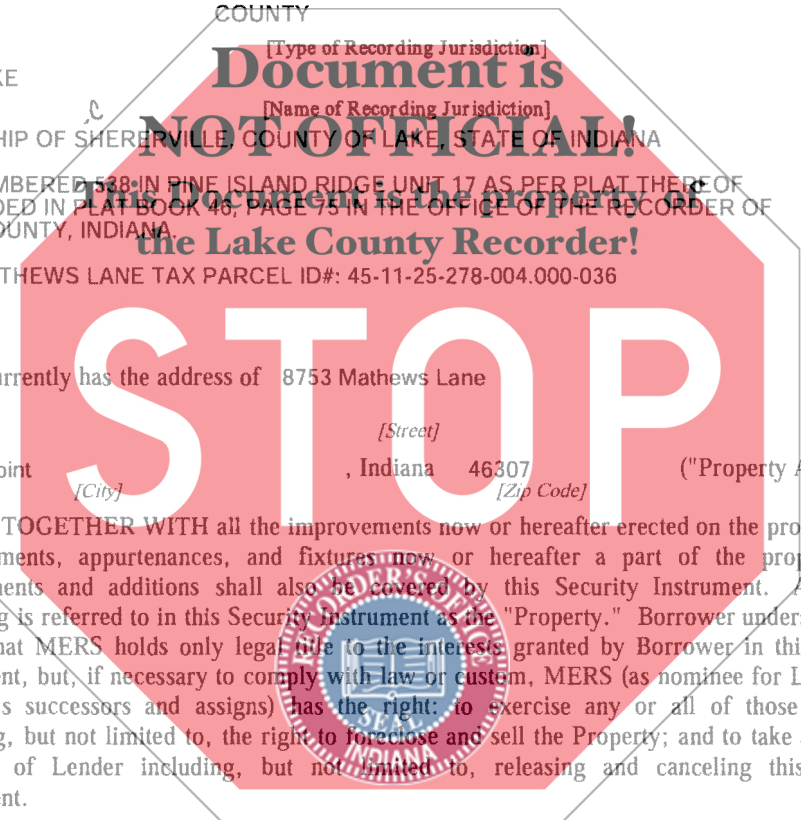 COUNTY
[Type of Recording Jurisdiction]
Document is
KE
[Name of Recording Jurisdiction]
NOT OFFICIAL!
HIP OF SHERERVILLE, COUNTY OF LAKE, STATE OF INDIANA
MBERED 538 IN PINE ISLAND RIDGE UNIT 17 AS PER PLAT THEREOF
This Document is the property of
DED IN PLAT BOOK 46, PAGE 75 IN THE OFFICE OF THE RECORDER OF
OUNTY, INDIANA.
the Lake County Recorder!
THEWS LANE TAX PARCEL ID#: 45-11-25-278-004.000-036
STOP
urrently has the address of 8753 Mathews Lane
[Street]
oint , Indiana 46307 ("Property A
[City] [Zip Code]
TOGETHER WITH all the improvements now or hereafter erected on the pro
ments, appurtenances, and fixtures now or hereafter a part of the prop
ents and additions shall also be covered by this Security Instrument. A
g is referred to in this Security Instrument as the "Property." Borrower unders
hat MERS holds only legal title to the interests granted by Borrower in this
ent, but, if necessary to comply with law or custom, MERS (as nominee for L
s successors and assigns) has the right: to exercise any or all of those
g, but not limited to, the right to foreclose and sell the Property; and to take
of Lender including, but not limited to, releasing and canceling this
ent.
RECORDER'S OFFICE
SEAL
INDIANA